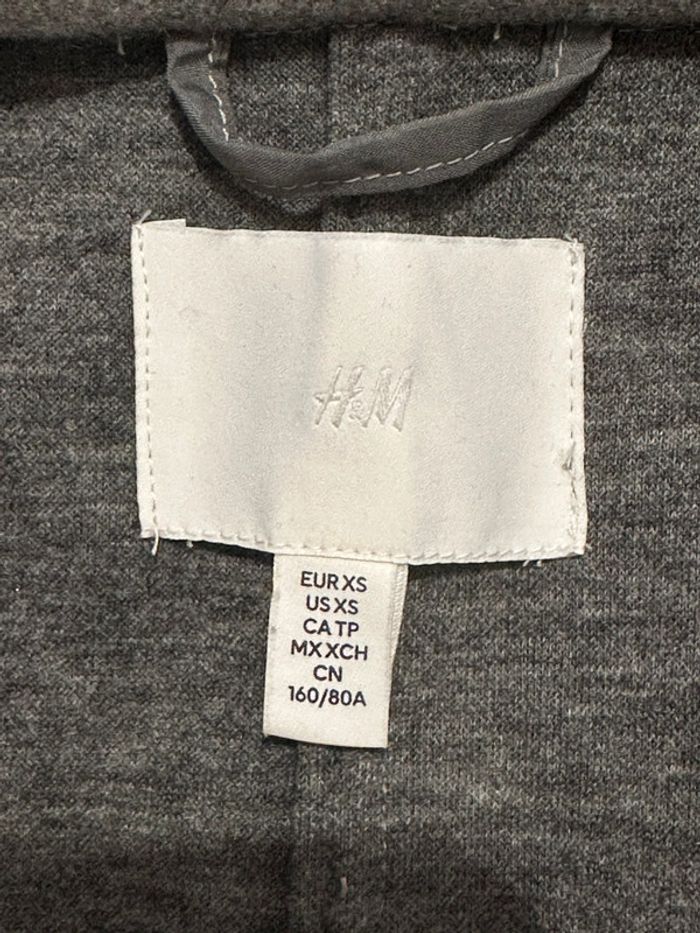 H&M
EUR XS
US XS
CA TP
MX XCH
CN
160/80A